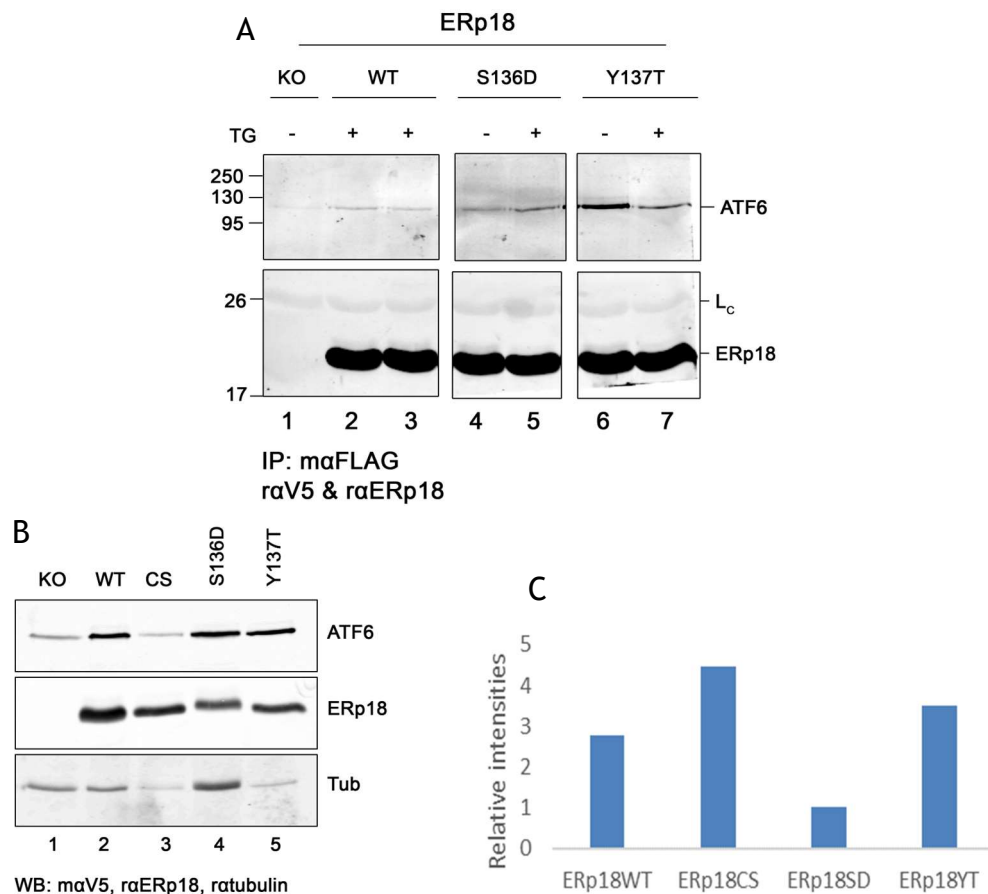 A
ERp18
KO WT S136D Y137T
TG - + + - + - +
250
130
95
ATF6
26
L_C
ERp18
17
1 2 3 4 5 6 7
IP: mαFLAG
rαV5 & rαERp18
B
KO WT CS S136D Y137T
ATF6
ERp18
Tub
1 2 3 4 5
WB: mαV5, rαERp18, rαtubulin
C
Relative intensities
5
4
3
2
1
0
ERp18WT ERp18CS ERp18SD ERp18YT